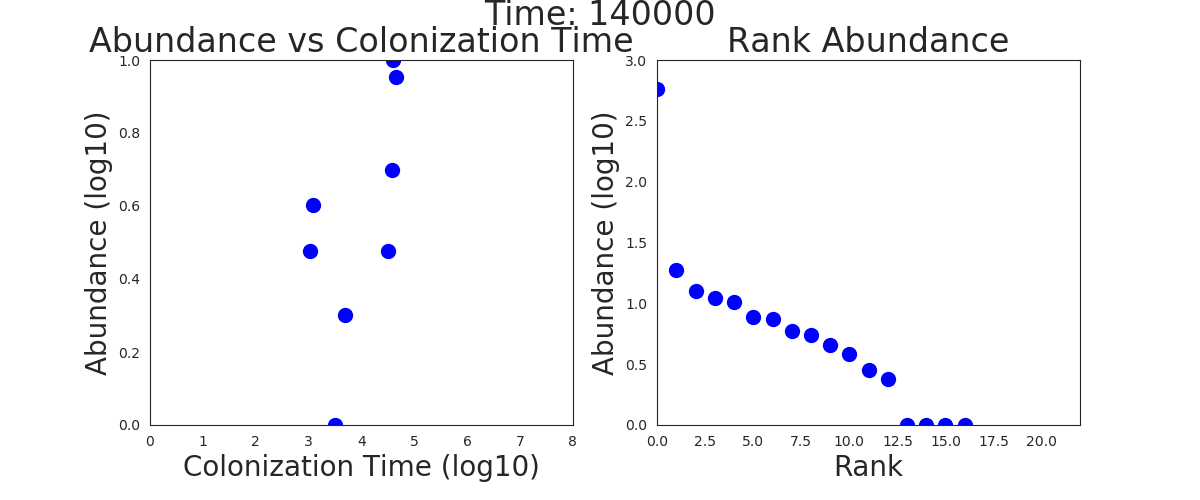 Time: 140000
Abundance vs Colonization Time
Rank Abundance
Abundance (log10)
1.0
0.8
0.6
0.4
0.2
0.0
0 1 2 3 4 5 6 7 8
Colonization Time (log10)
Abundance (log10)
3.0
2.5
2.0
1.5
1.0
0.5
0.0
0.0 2.5 5.0 7.5 10.0 12.5 15.0 17.5 20.0
Rank